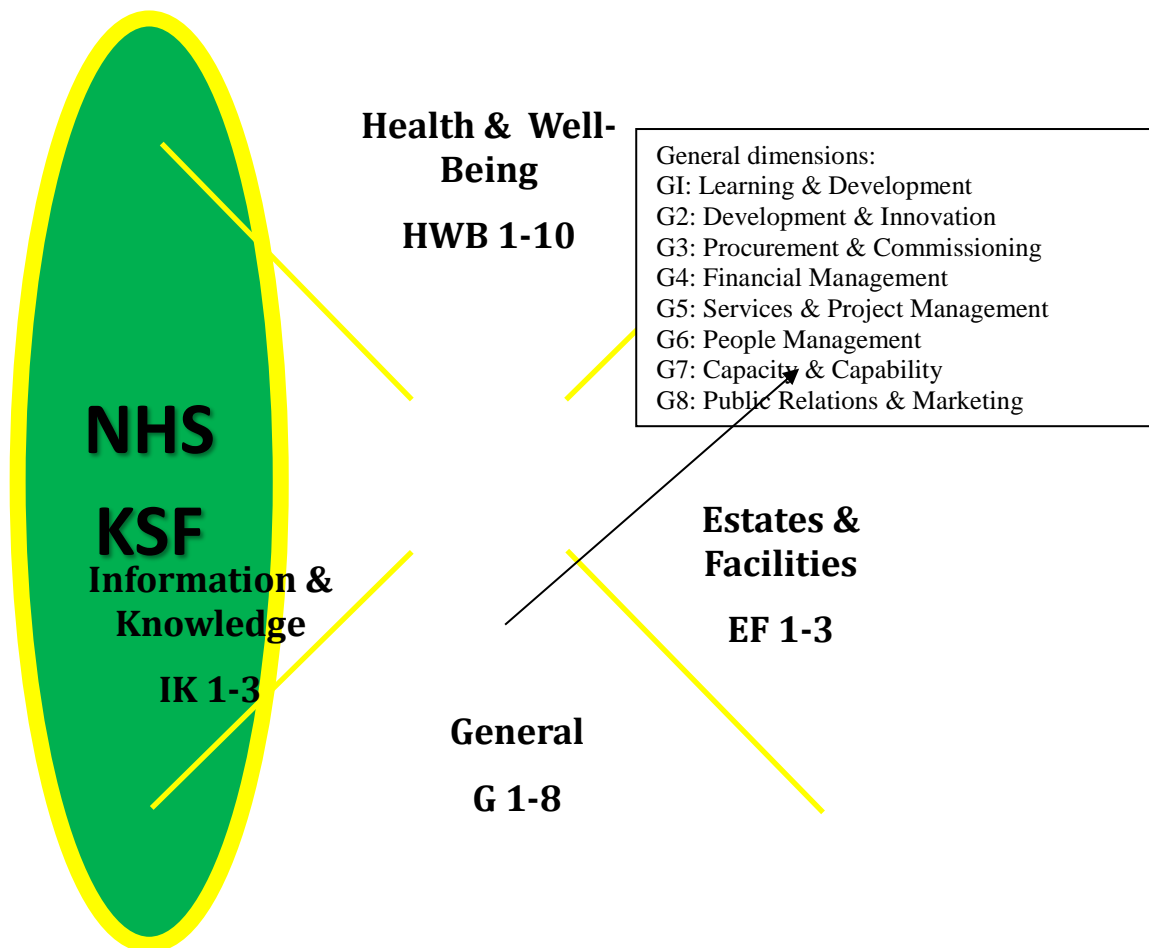 Health & Well-
Being
HWB 1-10
General dimensions:
GI: Learning & Development
G2: Development & Innovation
G3: Procurement & Commissioning
G4: Financial Management
G5: Services & Project Management
G6: People Management
G7: Capacity & Capability
G8: Public Relations & Marketing
NHS
KSF
Information &
Knowledge
IK 1-3
Estates &
Facilities
EF 1-3
General
G 1-8